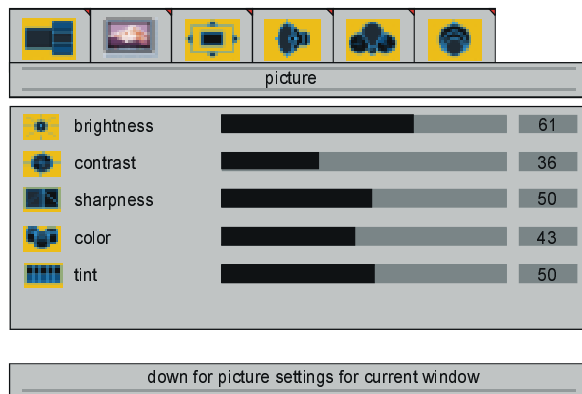 picture
brightness 61
contrast 36
sharpness 50
color 43
tint 50
down for picture settings for current window